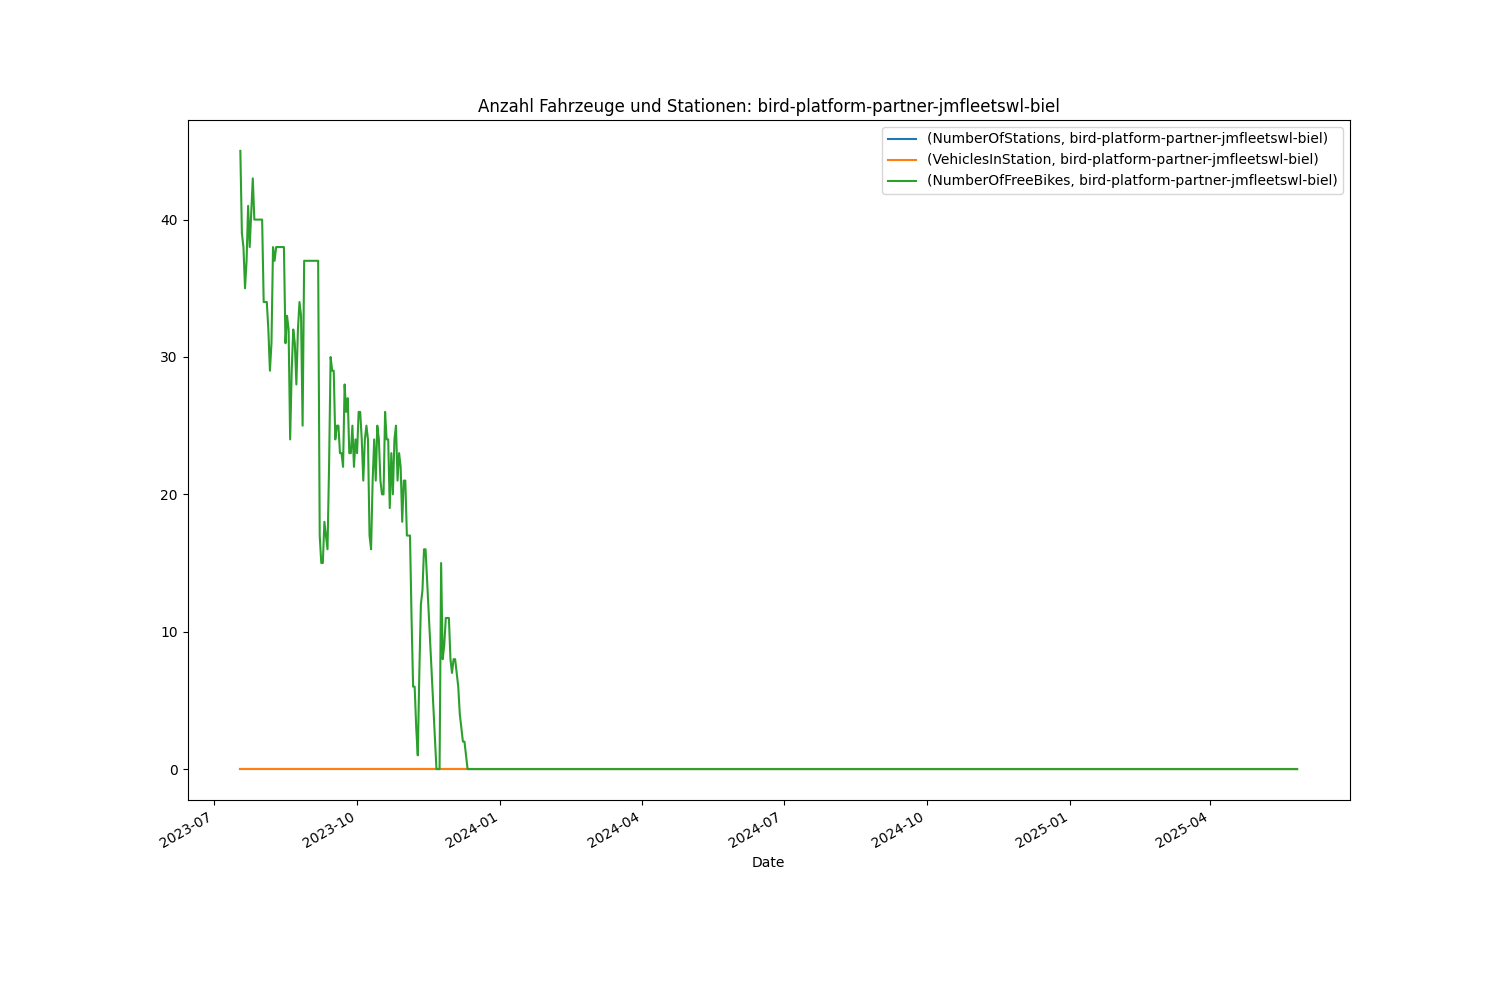 Anzahl Fahrzeuge und Stationen: bird-platform-partner-jmfleetswl-biel
(NumberOfStations, bird-platform-partner-jmfleetswl-biel)
(VehiclesInStation, bird-platform-partner-jmfleetswl-biel)
(NumberOfFreeBikes, bird-platform-partner-jmfleetswl-biel)
40
30
20
10
0
2023-07
2023-10
2024-01
2024-04
2024-07
2024-10
2025-01
2025-04
Date